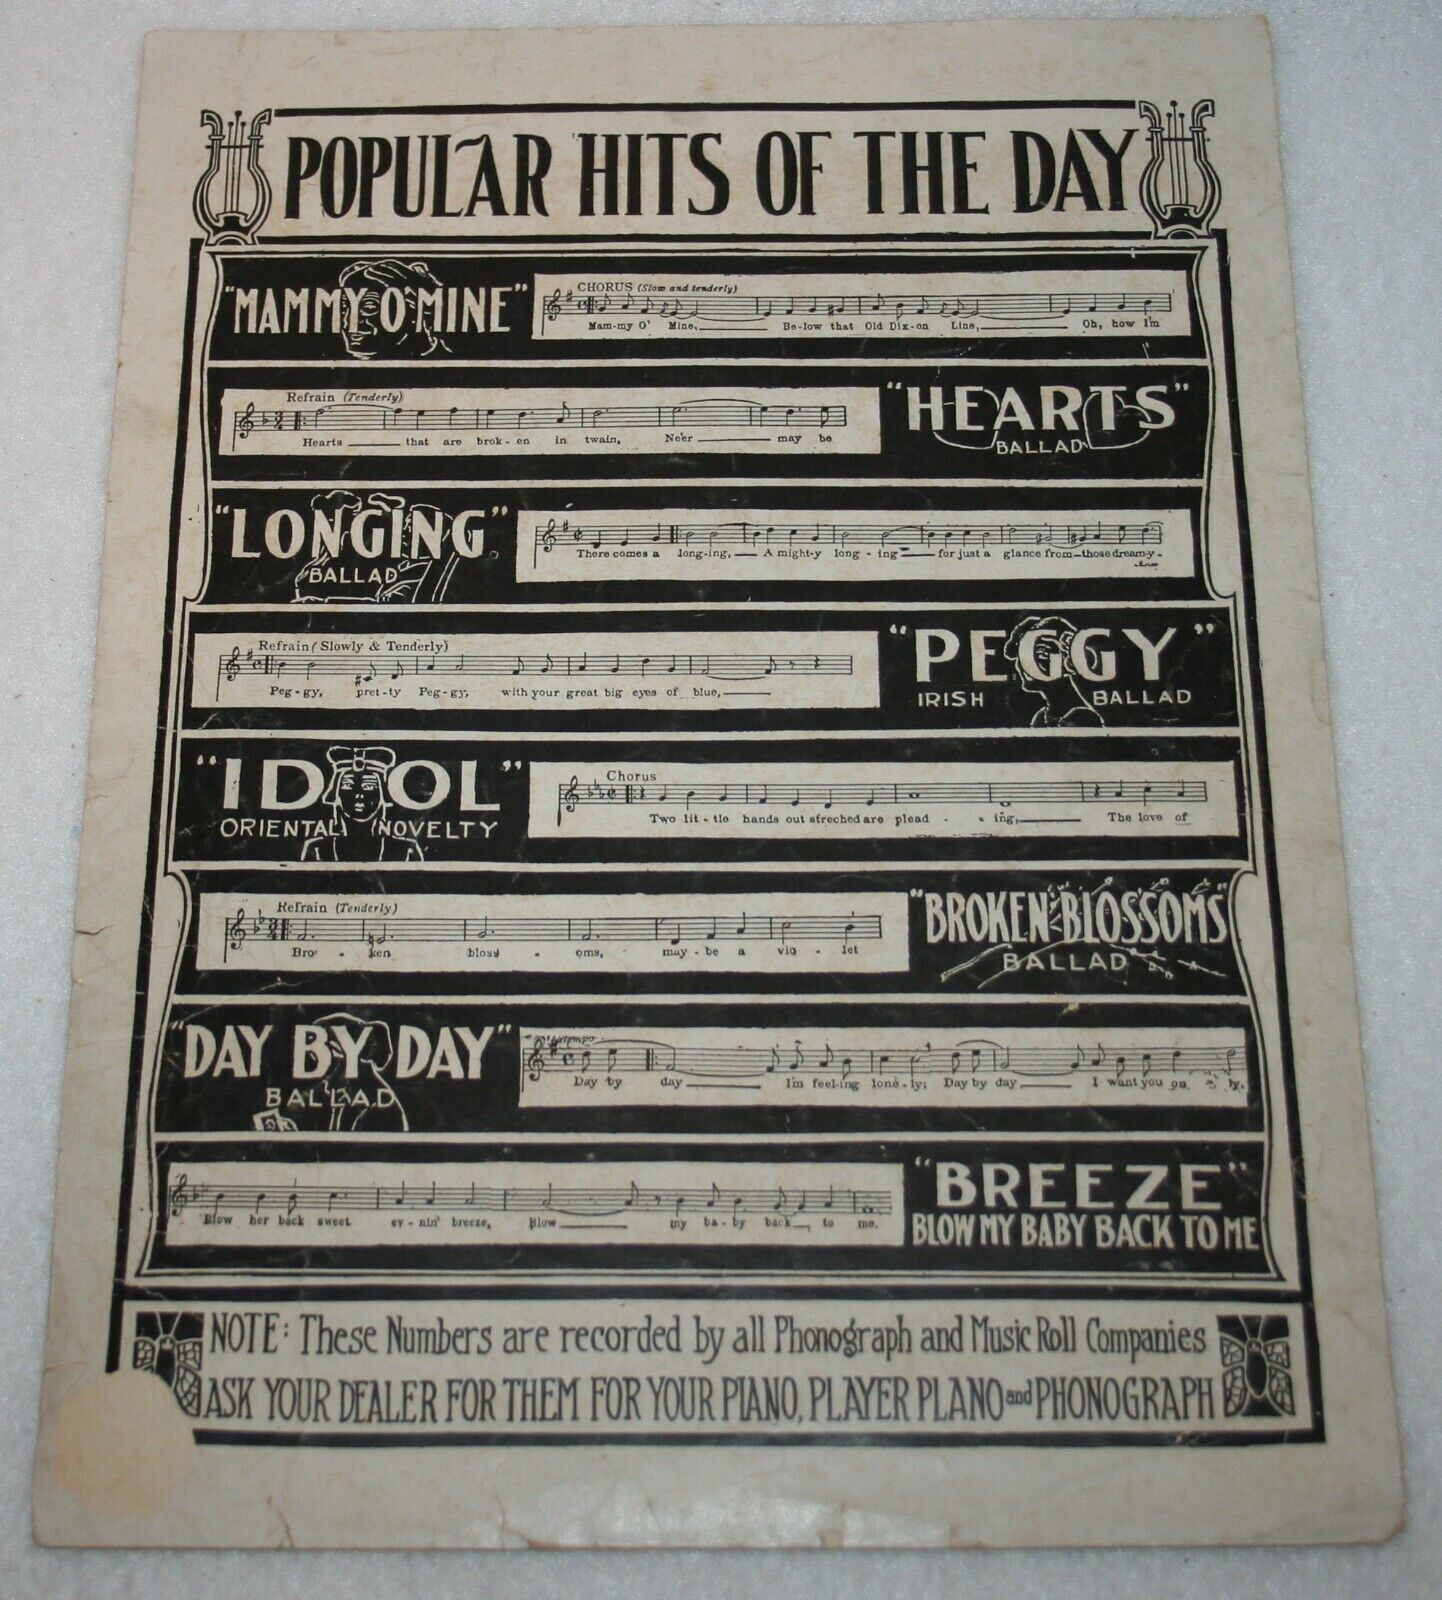 POPULAR HITS OF THE DAY
"MAMMY O'MINE"
CHORUS (Slow and tenderly)
Mam-my O' Mine, Be-low that Old Dix-on Line, Oh, how I'm
Refrain (Tenderly)
Hearts that are brok-en in twain, Ne'er may be
"HEARTS"
BALLAD
"LONGING"
BALLAD
There comes a long-ing, A might-y long-ing for just a glance from those dream-y
Refrain (Slowly & Tenderly)
Peg-gy, pret-ty Peg-gy, with your great big eyes of blue,
"PEGGY"
IRISH BALLAD
"IDOL"
ORIENTAL NOVELTY
Chorus
Two lit-tle hands out streched are plead-ing, The love of
Refrain (Tenderly)
Bro-ken bloss-oms, may-be a vio-let
"BROKEN BLOSSOMS"
BALLAD
"DAY BY DAY"
BALLAD
Day by day I'm feel-ing lone-ly; Day by day I want you on ly.
Blow her back sweet ev-nin' breeze, Blow my ba-by back to me.
"BREEZE"
BLOW MY BABY BACK TO ME
NOTE: These Numbers are recorded by all Phonograph and Music Roll Companies
ASK YOUR DEALER FOR THEM FOR YOUR PIANO, PLAYER PLANO and PHONOGRAPH